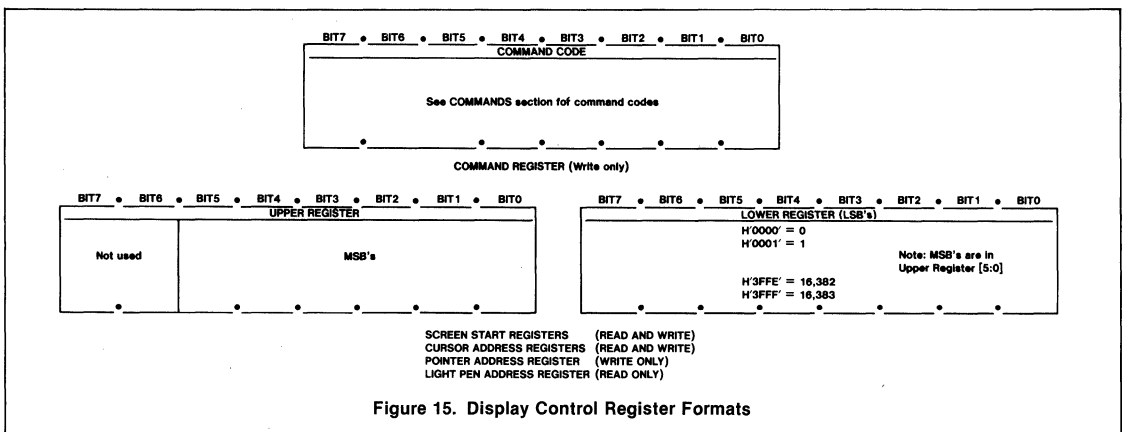 BIT7 • BIT6 • BIT5 • BIT4 • BIT3 • BIT2 • BIT1 • BIT0
COMMAND CODE
See COMMANDS section fof command codes
COMMAND REGISTER (Write only)
BIT7 • BIT6 • BIT5 • BIT4 • BIT3 • BIT2 • BIT1 • BIT0
UPPER REGISTER
Not used
MSB's
BIT7 • BIT6 • BIT5 • BIT4 • BIT3 • BIT2 • BIT1 • BIT0
LOWER REGISTER (LSB's)
H'0000' = 0
H'0001' = 1
Note: MSB's are in
Upper Register [5:0]
H'3FFE' = 16,382
H'3FFF' = 16,383
SCREEN START REGISTERS (READ AND WRITE)
CURSOR ADDRESS REGISTERS (READ AND WRITE)
POINTER ADDRESS REGISTER (WRITE ONLY)
LIGHT PEN ADDRESS REGISTER (READ ONLY)
Figure 15. Display Control Register Formats